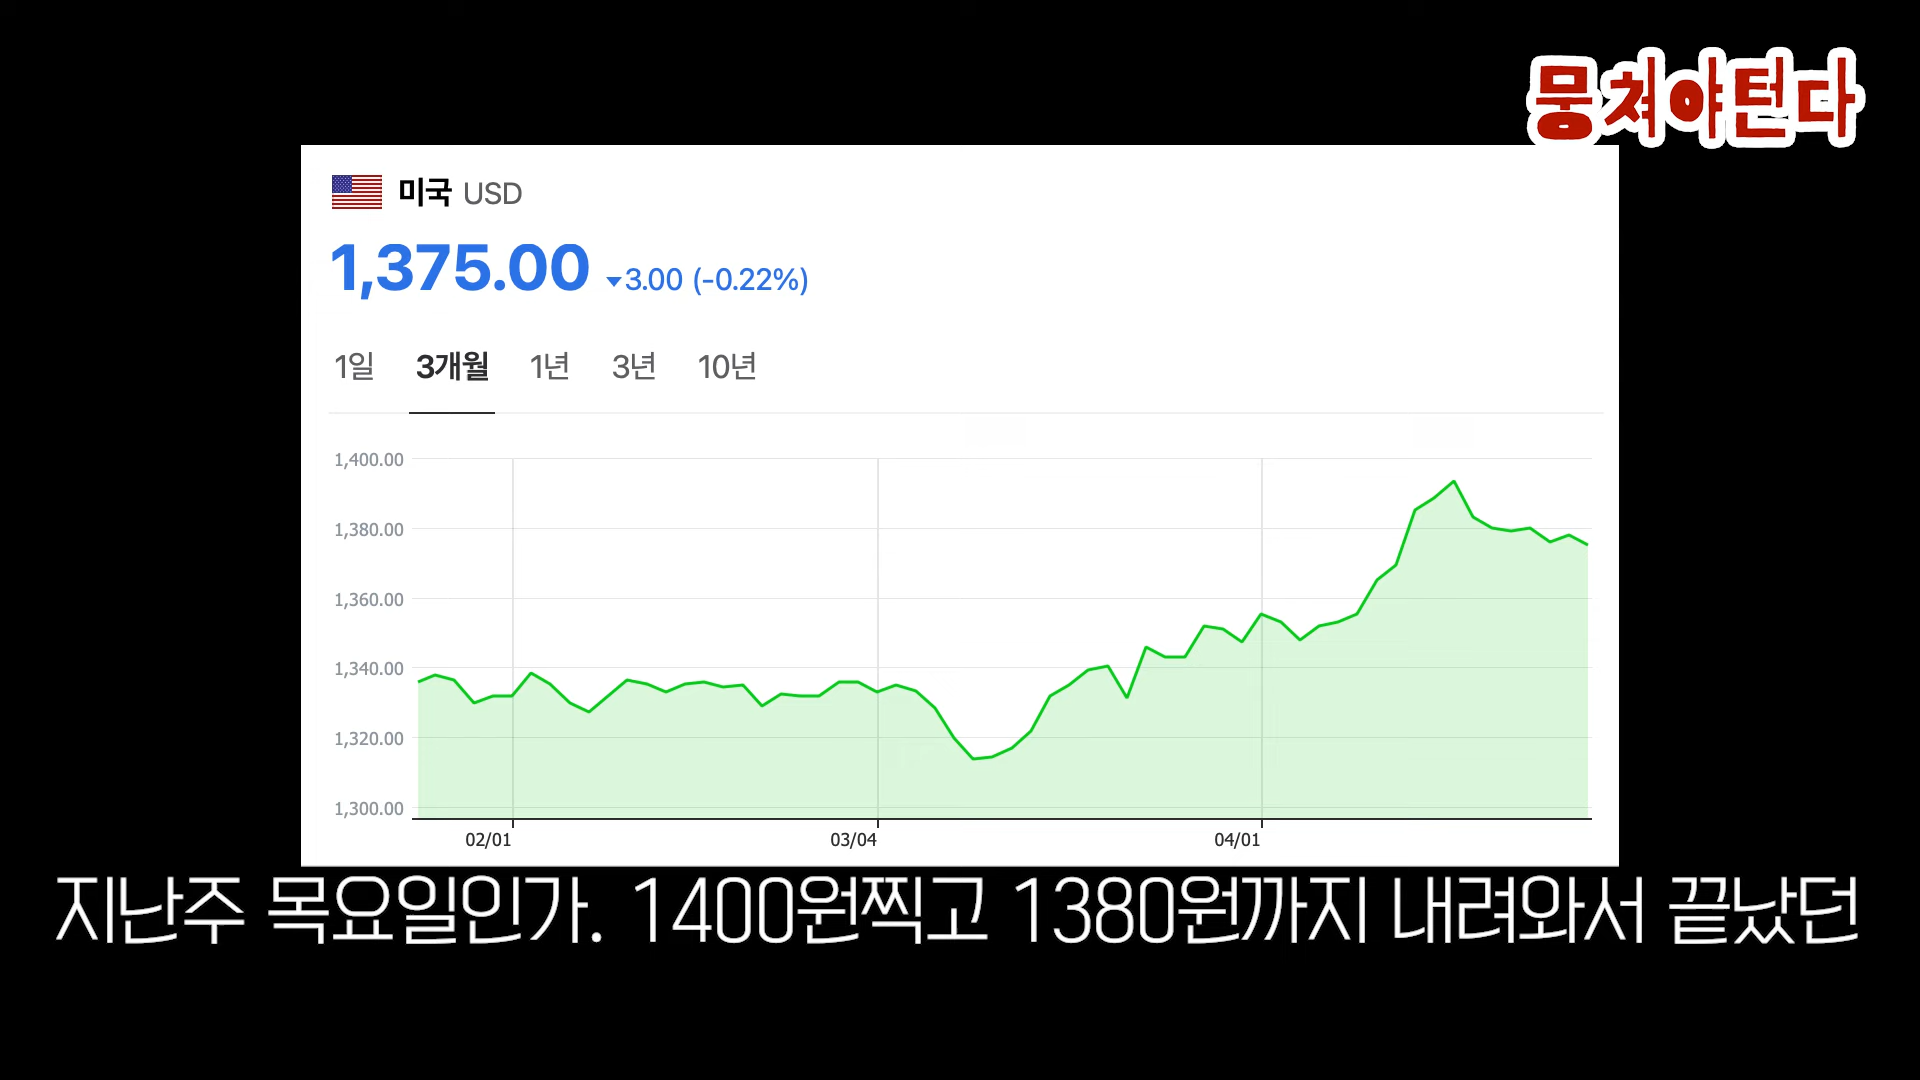 뭉쳐야턴다
미국 USD
1,375.00 ▼3.00 (-0.22%)
1일 3개월 1년 3년 10년
1,400.00
1,380.00
1,360.00
1,340.00
1,320.00
1,300.00
02/01 03/04 04/01
지난주 목요일인가. 1400원찍고 1380원까지 내려와서 끝났던